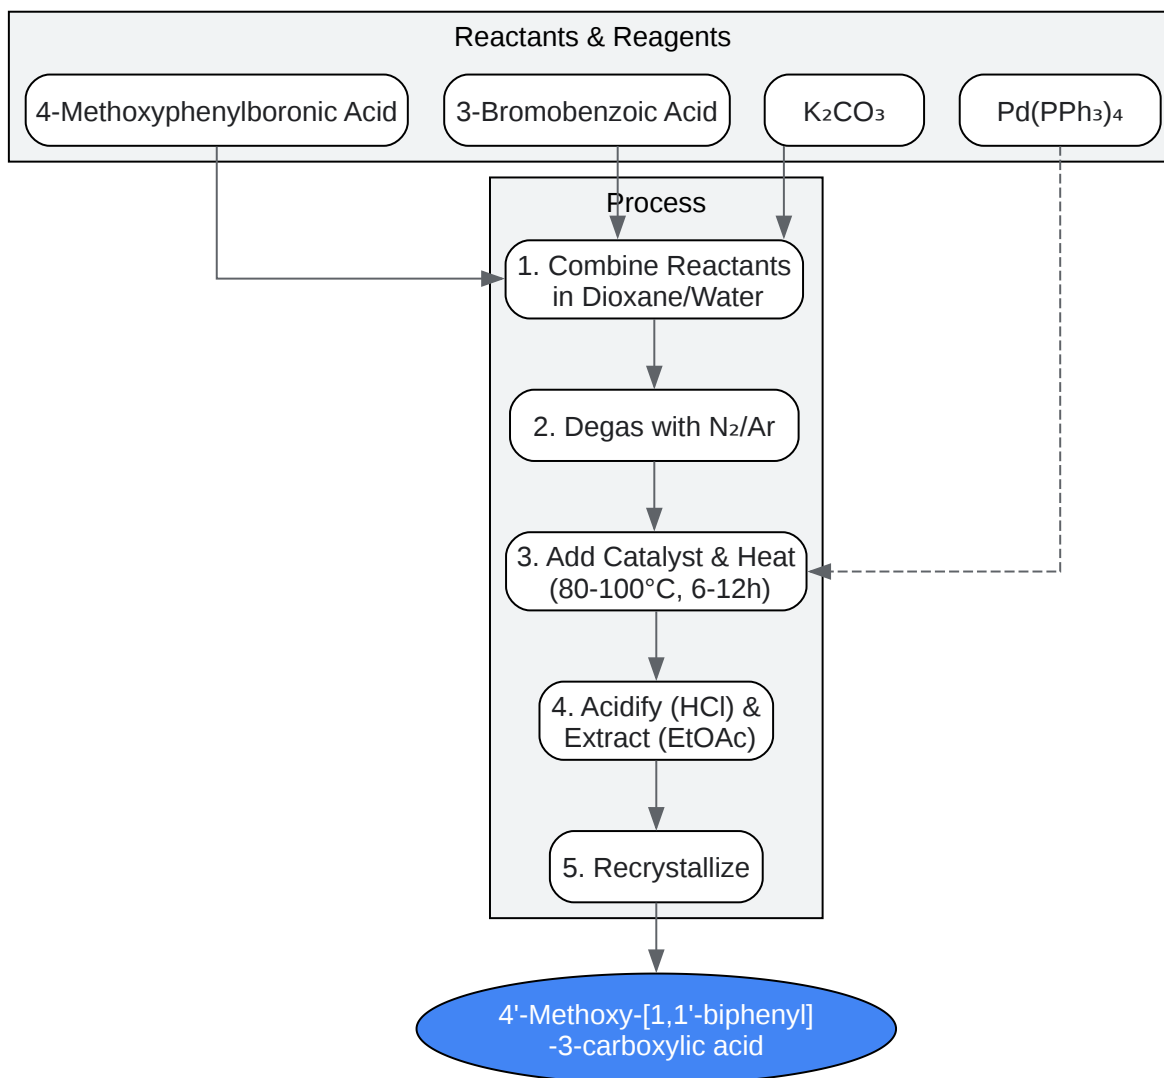 Reactants & Reagents
4-Methoxyphenylboronic Acid
3-Bromobenzoic Acid
K₂CO₃
Pd(PPh₃)₄
Process
1. Combine Reactants
in Dioxane/Water
2. Degas with N₂/Ar
3. Add Catalyst & Heat
(80-100°C, 6-12h)
4. Acidify (HCl) &
Extract (EtOAc)
5. Recrystallize
4'-Methoxy-[1,1'-biphenyl]
-3-carboxylic acid